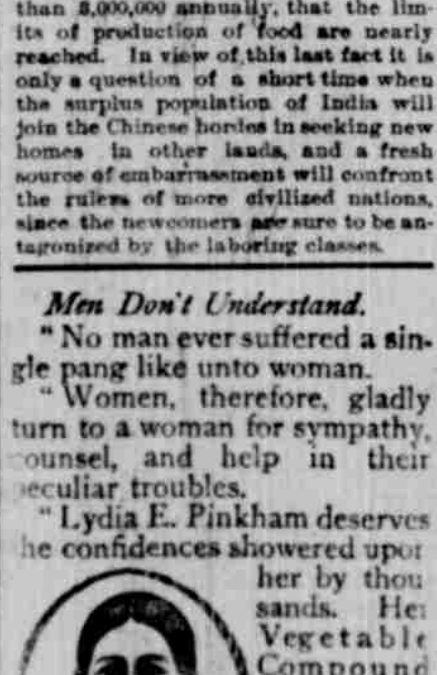 than 3,000,000 annually, that the lim-
its of production of food are nearly
reached. In view of this last fact it is
only a question of a short time when
the surplus population of India will
join the Chinese hordes in seeking new
homes in other lands, and a fresh
source of embarrassment will confront
the rulers of more civilized nations,
since the newcomers are sure to be an-
tagonized by the laboring classes.
Men Don't Understand.
" No man ever suffered a sin-
gle pang like unto woman.
" Women, therefore, gladly
turn to a woman for sympathy,
ounsel, and help in their
eculiar troubles.
" Lydia E. Pinkham deserves
he confidences showered upon
her by thou
sands. Her
Vegetable
Compound